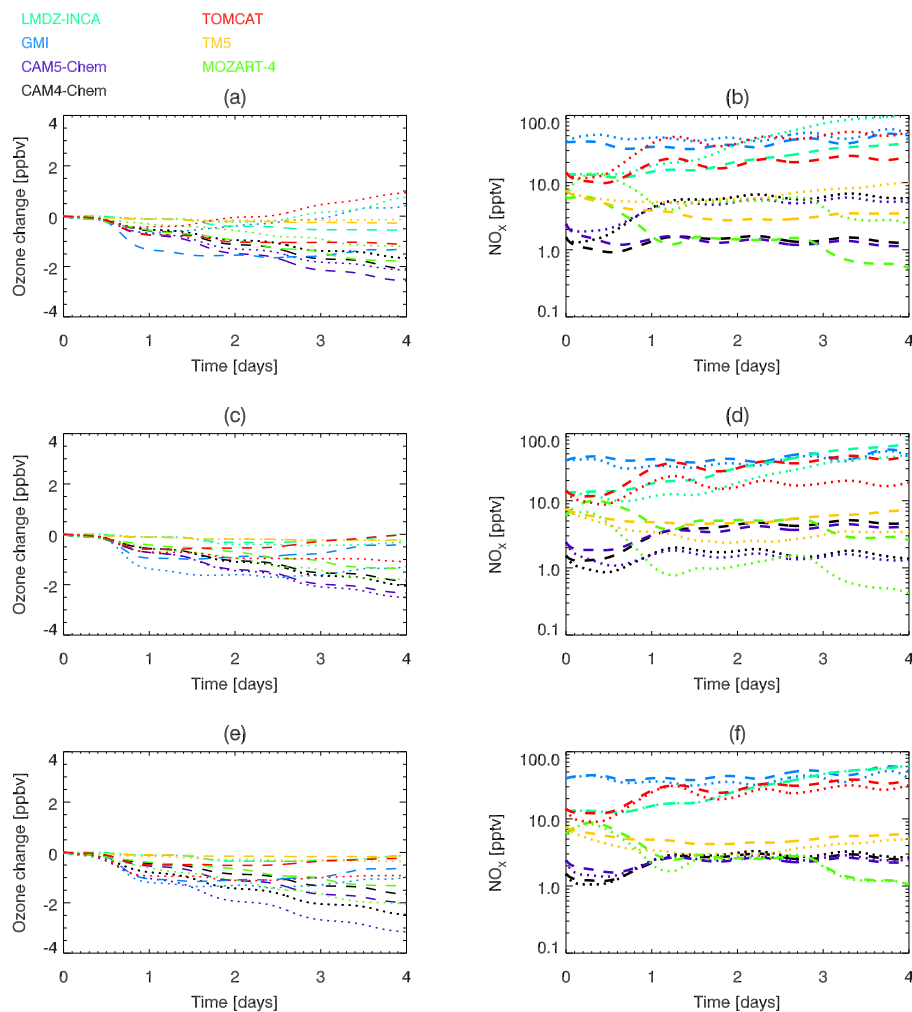 LMDZ-INCA
TOMCAT
GMI
TM5
CAM5-Chem
MOZART-4
CAM4-Chem
(a)
(b)
Ozone change [ppbv]
4
2
0
-2
-4
0 1 2 3 4
Time [days]
NOX [pptv]
100.0
10.0
1.0
0.1
0 1 2 3 4
Time [days]
(c)
(d)
Ozone change [ppbv]
4
2
0
-2
-4
0 1 2 3 4
Time [days]
NOX [pptv]
100.0
10.0
1.0
0.1
0 1 2 3 4
Time [days]
(e)
(f)
Ozone change [ppbv]
4
2
0
-2
-4
0 1 2 3 4
Time [days]
NOX [pptv]
100.0
10.0
1.0
0.1
0 1 2 3 4
Time [days]